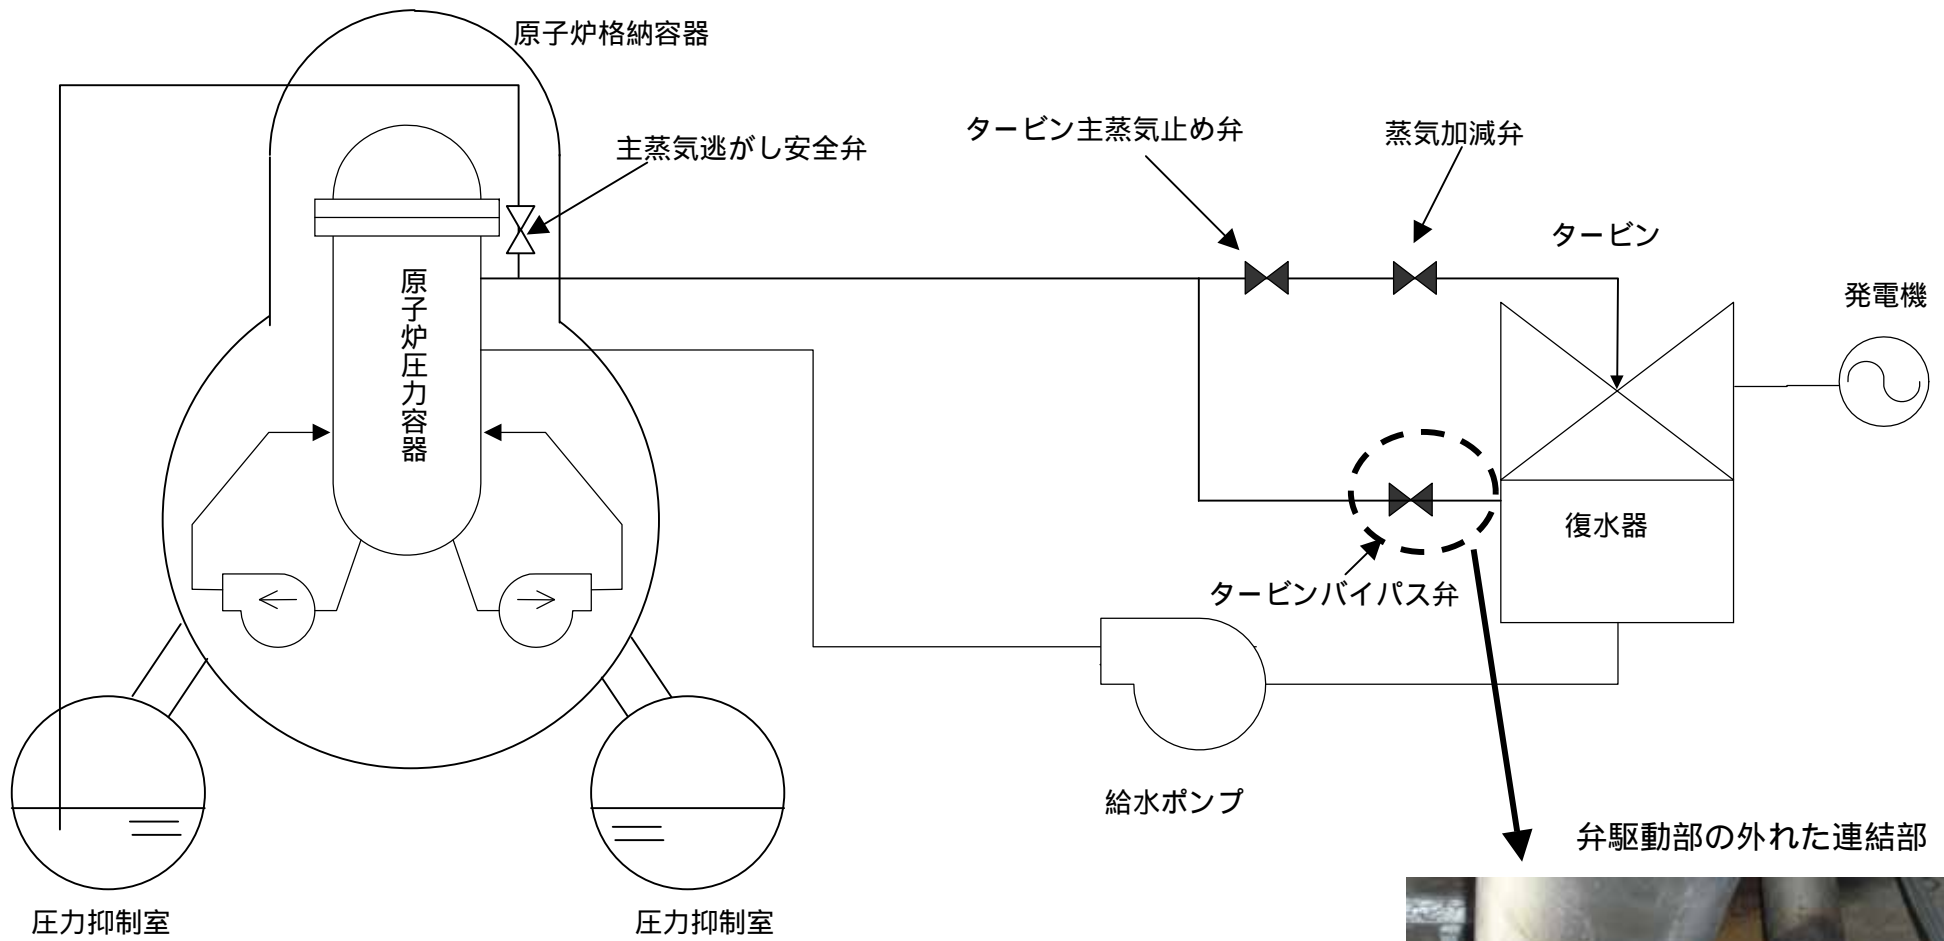 原子炉格納容器
主蒸気逃がし安全弁
タービン主蒸気止め弁
蒸気加減弁
タービン
発電機
原子炉圧力容器
復水器
タービンバイパス弁
給水ポンプ
弁駆動部の外れた連結部
圧力抑制室
圧力抑制室